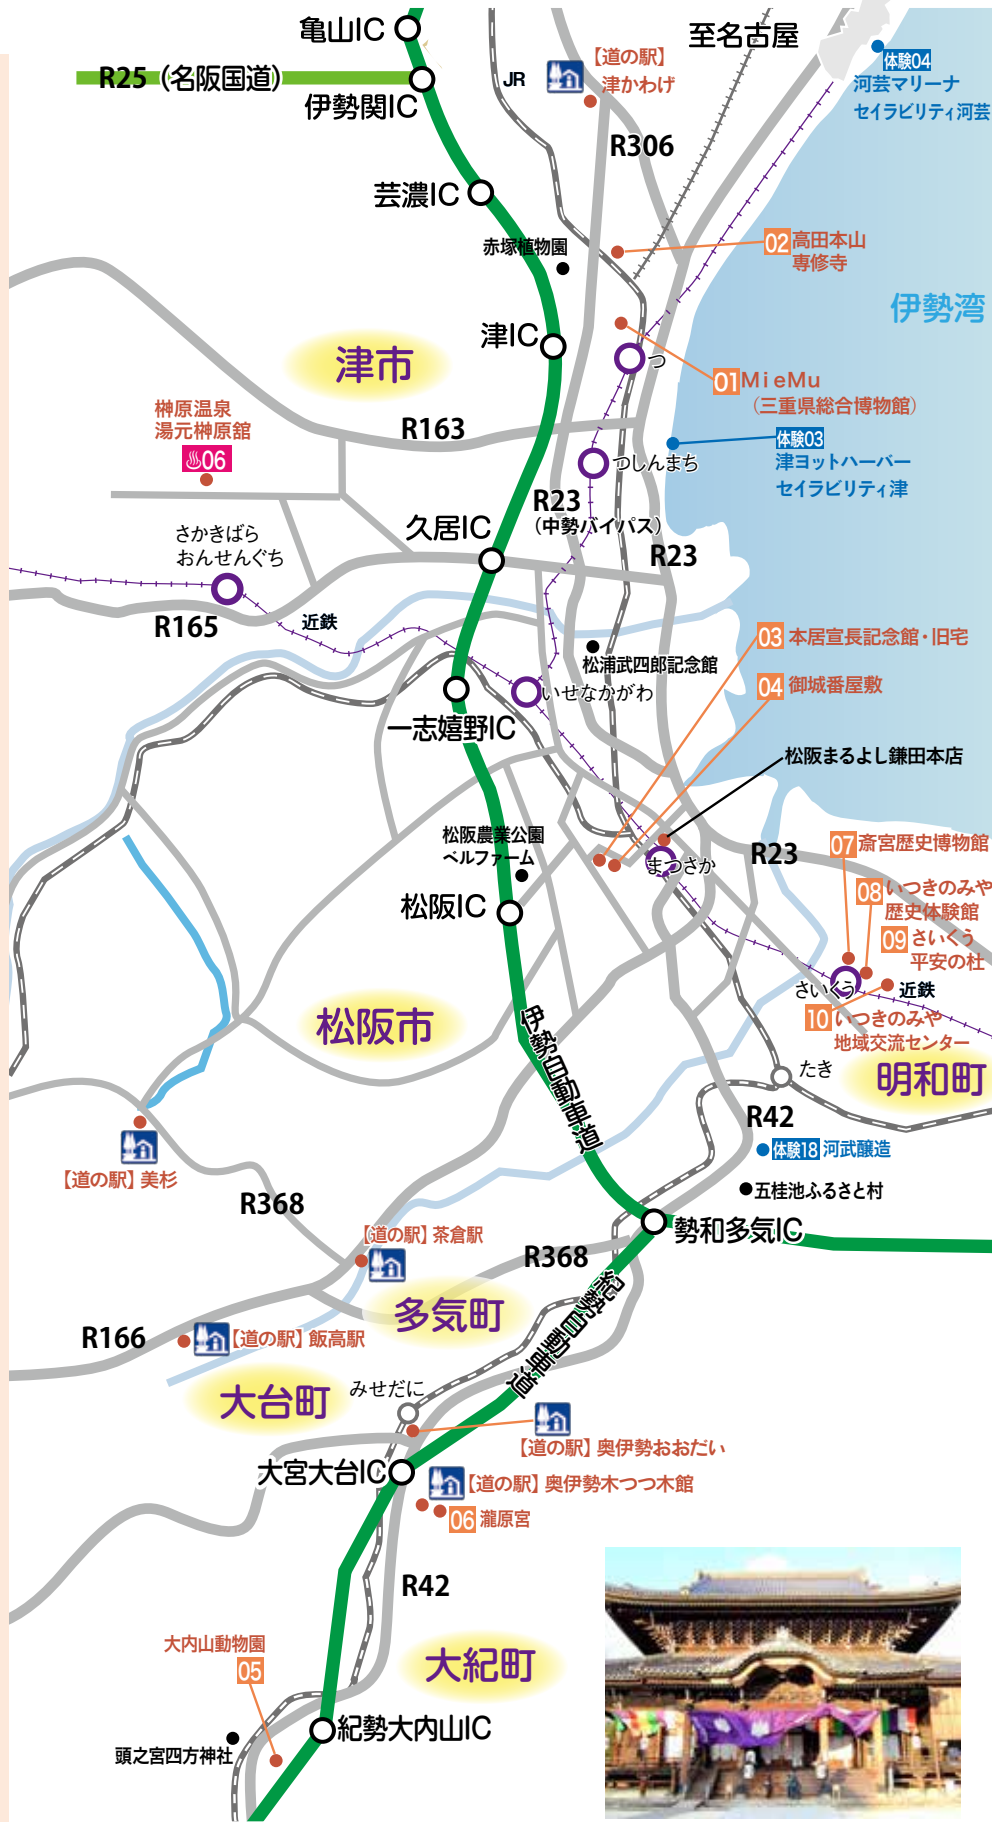 亀山IC
至名古屋
R25（名阪国道）
JR
【道の駅】
津かわげ
体験04
河芸マリーナ
セイラビリティ河芸
伊勢関IC
R306
芸濃IC
赤塚植物園
02 高田本山
専修寺
伊勢湾
津IC
つ
津市
01 MieMu
（三重県総合博物館）
榊原温泉
湯元榊原舘
♨06
R163
体験03
津ヨットハーバー
セイラビリティ津
つしんまち
R23
（中勢バイパス）
さかきばら
おんせんぐち
久居IC
R23
R165
近鉄
松浦武四郎記念館
03 本居宣長記念館・旧宅
04 御城番屋敷
いせなかがわ
一志嬉野IC
松阪まるよし鎌田本店
松阪農業公園
ベルファーム
まつさか
R23
07 斎宮歴史博物館
08 いつきのみや
歴史体験館
松阪IC
09 さいくう
平安の杜
さいくう
近鉄
10 いつきのみや
地域交流センター
松阪市
伊勢自動車道
たき
明和町
R42
体験18 河武醸造
【道の駅】美杉
五桂池ふるさと村
R368
勢和多気IC
【道の駅】茶倉駅
R368
紀勢自動車道
多気町
R166
【道の駅】飯高駅
大台町
みせだに
【道の駅】奥伊勢おおだい
大宮大台IC
【道の駅】奥伊勢木つつ木館
06 瀧原宮
R42
大内山動物園
05
大紀町
紀勢大内山IC
頭之宮四方神社